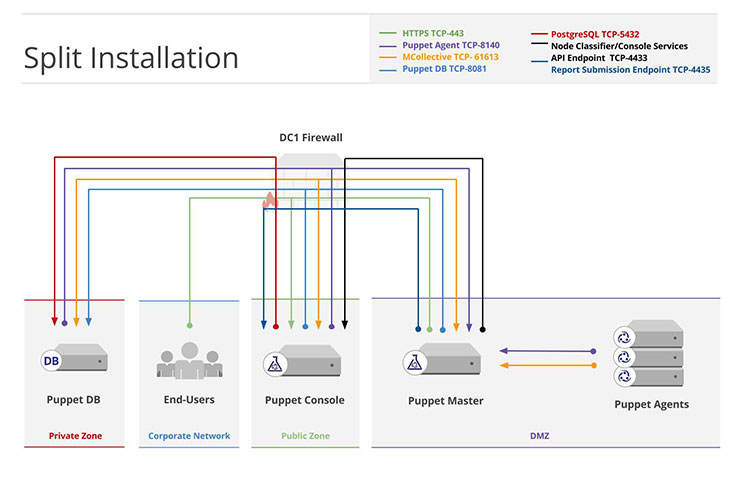 Split Installation
HTTPS TCP-443
Puppet Agent TCP-8140
MCollective TCP- 61613
Puppet DB TCP-8081
PostgreSQL TCP-5432
Node Classifier/Console Services
API Endpoint TCP-4433
Report Submission Endpoint TCP-4435
DC1 Firewall
DB
Puppet DB
End-Users
Puppet Console
Puppet Master
Puppet Agents
Private Zone
Corporate Network
Public Zone
DMZ